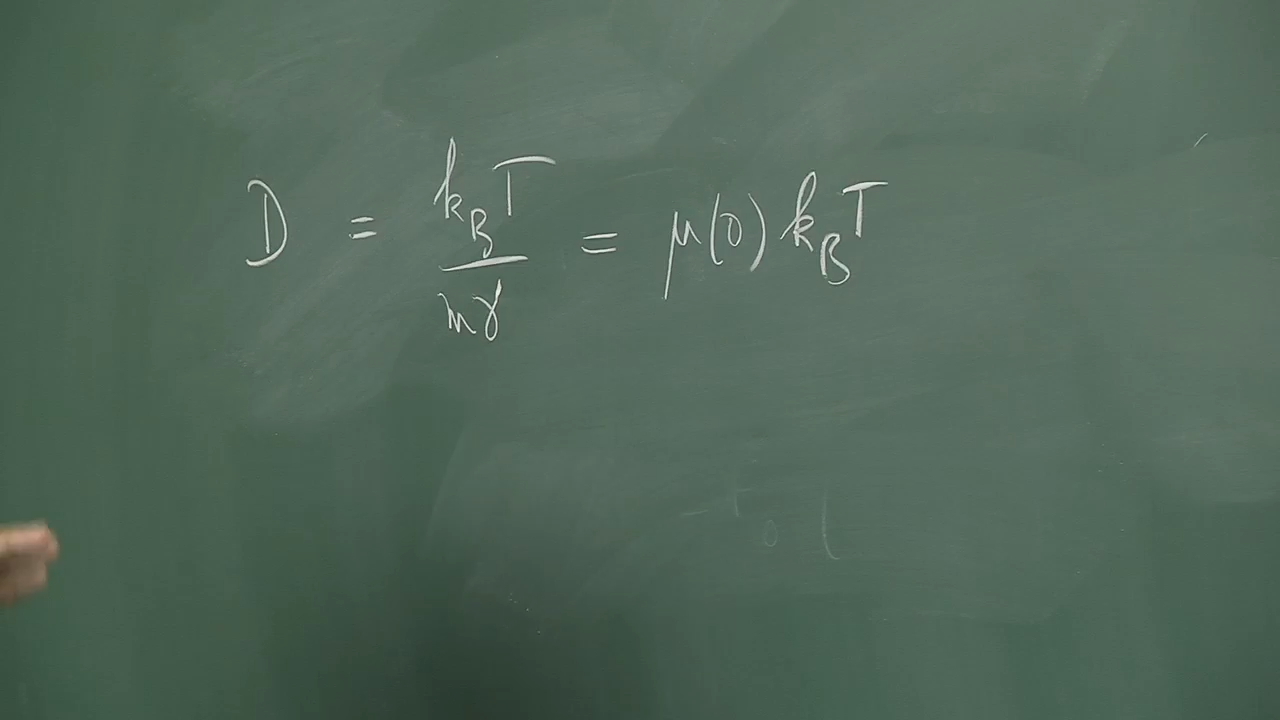 D = k_B T / mγ = μ(0) k_B T